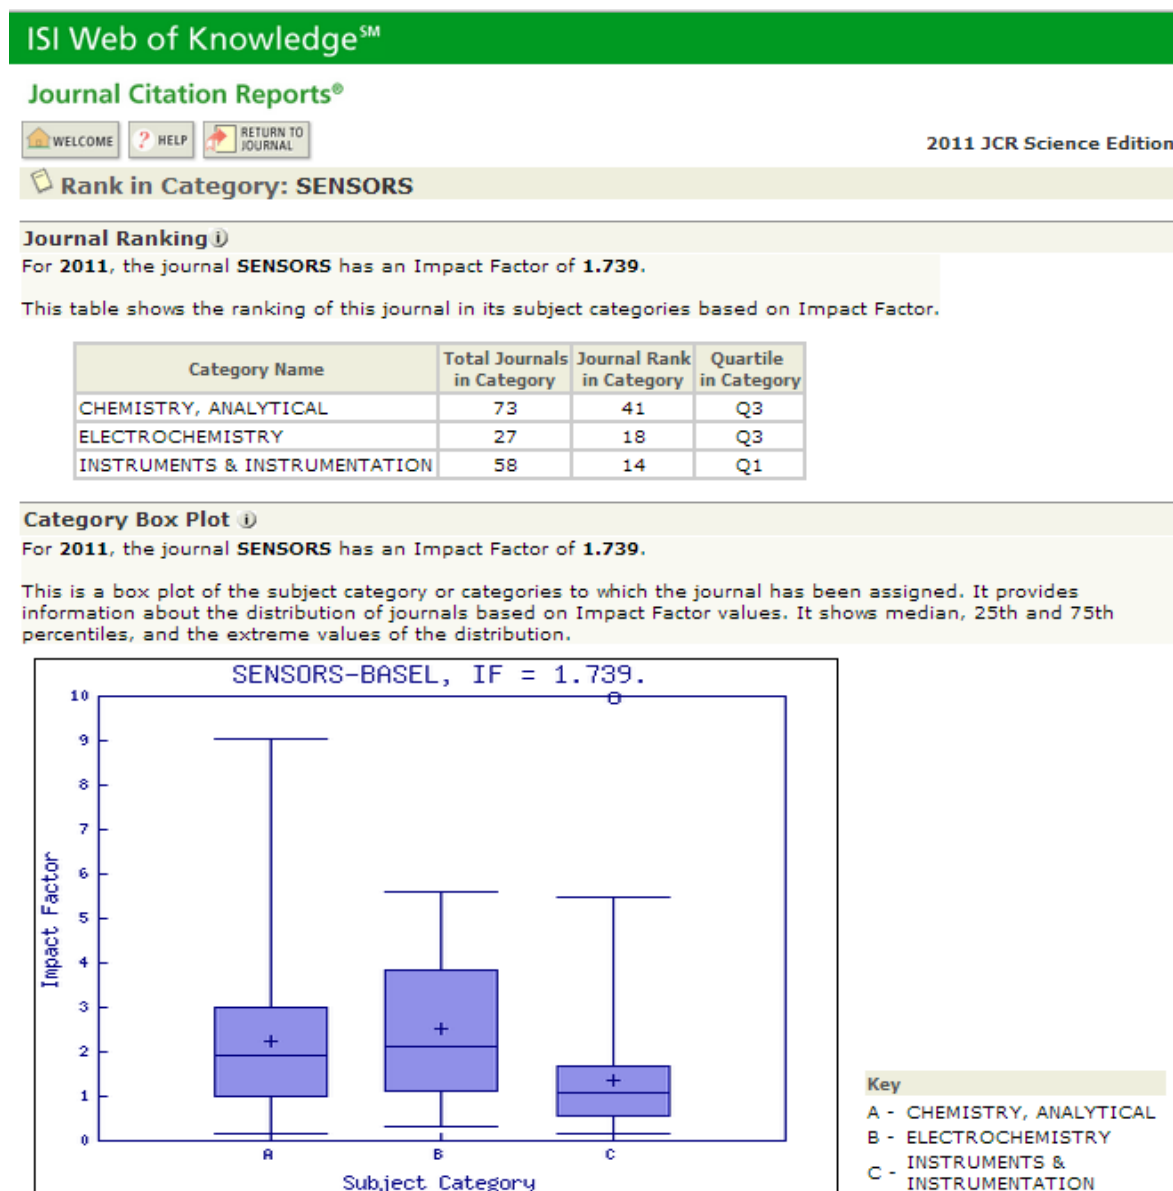 ISI Web of Knowledge℠
Journal Citation Reports®
WELCOME ? HELP RETURN TO JOURNAL
2011 JCR Science Edition
Rank in Category: SENSORS
Journal Ranking i
For 2011, the journal SENSORS has an Impact Factor of 1.739.
This table shows the ranking of this journal in its subject categories based on Impact Factor.
Category Name Total Journals in Category Journal Rank in Category Quartile in Category
CHEMISTRY, ANALYTICAL 73 41 Q3
ELECTROCHEMISTRY 27 18 Q3
INSTRUMENTS & INSTRUMENTATION 58 14 Q1
Category Box Plot i
For 2011, the journal SENSORS has an Impact Factor of 1.739.
This is a box plot of the subject category or categories to which the journal has been assigned. It provides
information about the distribution of journals based on Impact Factor values. It shows median, 25th and 75th
percentiles, and the extreme values of the distribution.
SENSORS-BASEL, IF = 1.739.
10
9
8
7
6
5
4
3
2
1
0
Impact Factor
A B C
Subject Category
Key
A - CHEMISTRY, ANALYTICAL
B - ELECTROCHEMISTRY
C - INSTRUMENTS &
INSTRUMENTATION